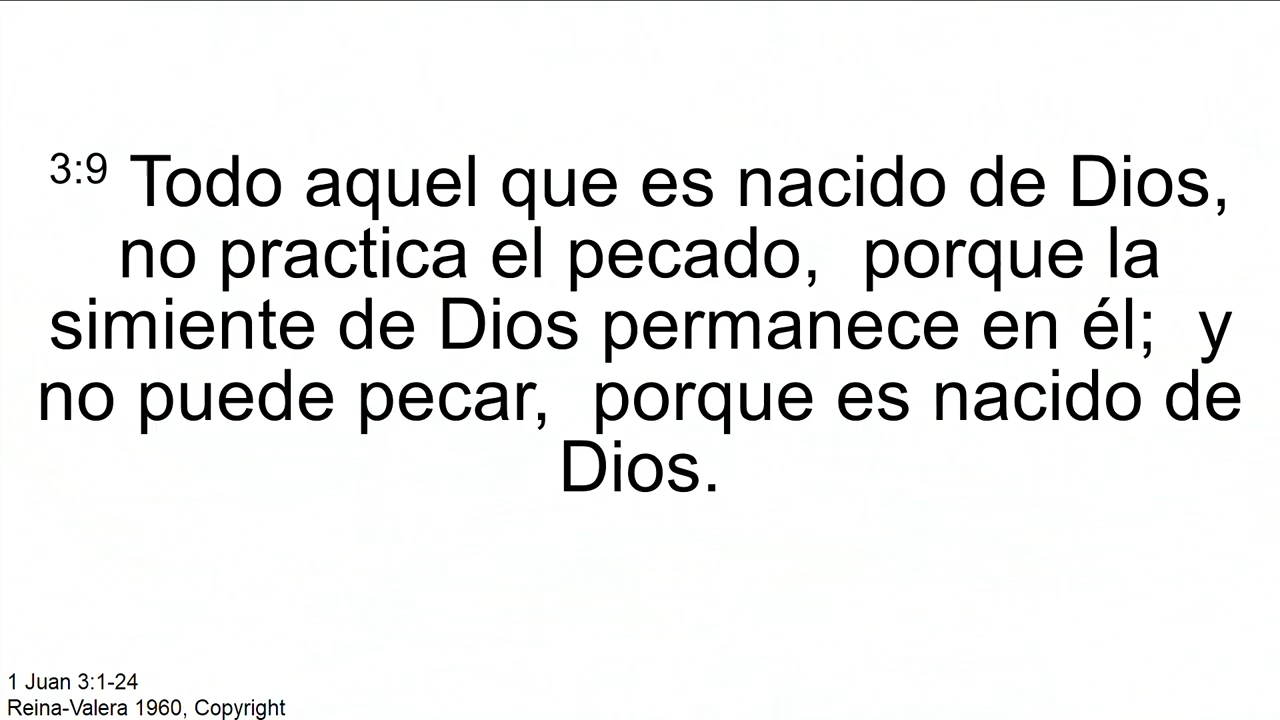 3:9 Todo aquel que es nacido de Dios,
no practica el pecado,  porque la
simiente de Dios permanece en él;  y
no puede pecar,  porque es nacido de
Dios.
1 Juan 3:1-24
Reina-Valera 1960, Copyright